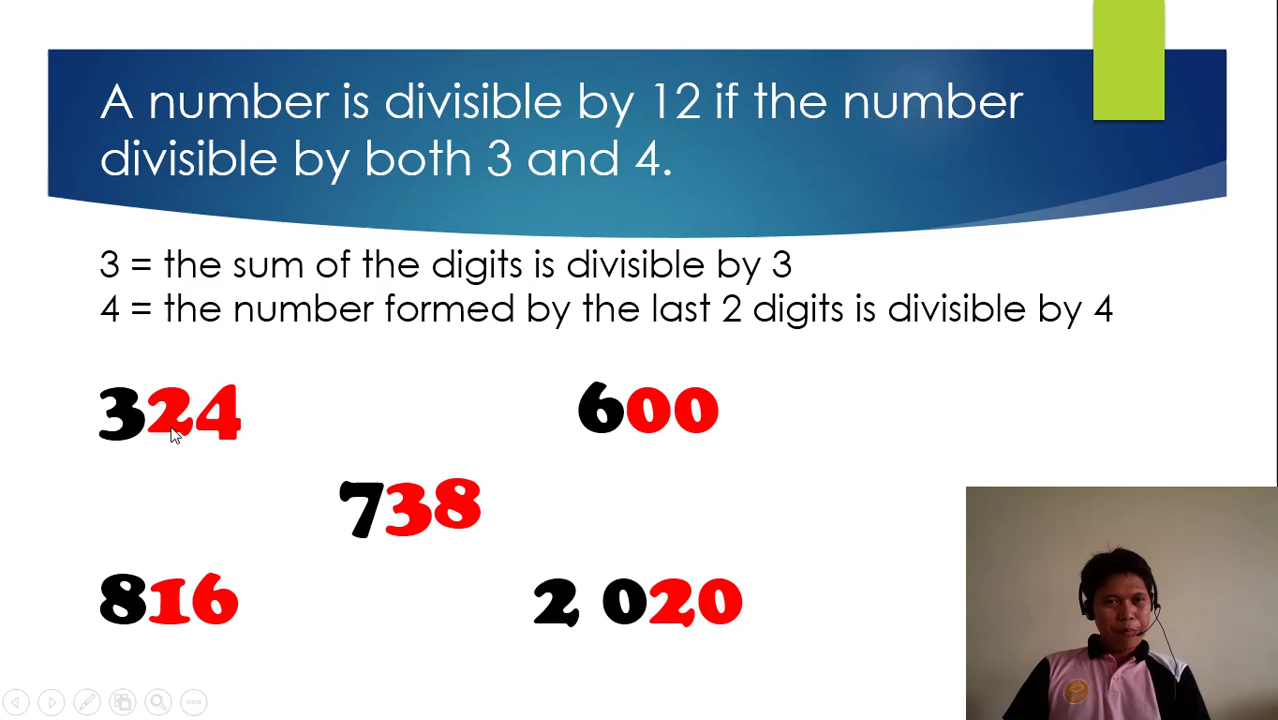 A number is divisible by 12 if the number
divisible by both 3 and 4.
3 = the sum of the digits is divisible by 3
4 = the number formed by the last 2 digits is divisible by 4
324
600
738
816
2 020